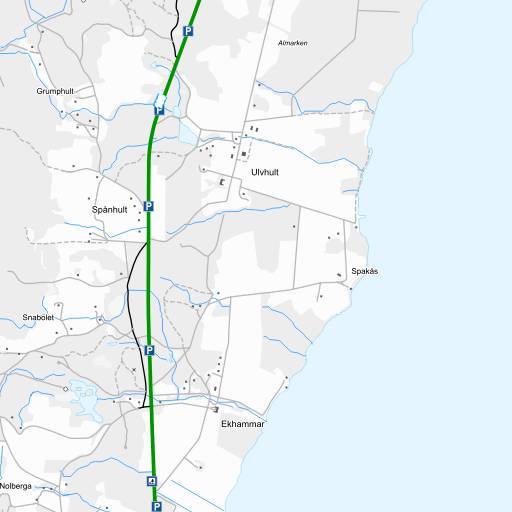 P
Almarken
Grumphult
P
Ulvhult
Spånhult
P
Spakås
Snabolet
P
Ekhammar
Nolberga
P